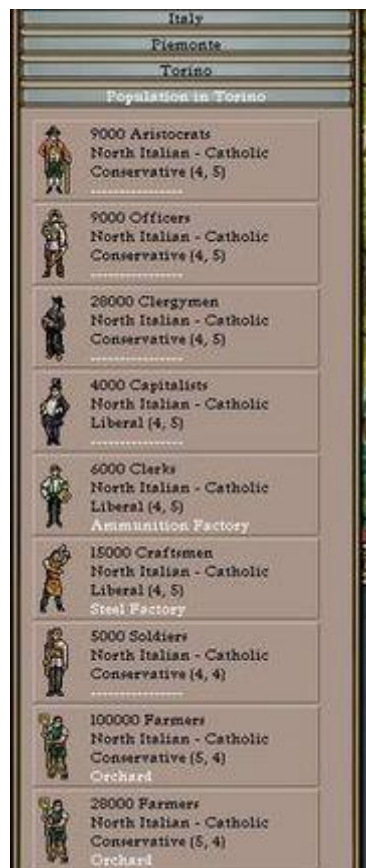 Italy
Piemonte
Torino
Population in Torino
9000 Aristocrats
North Italian - Catholic
Conservative (4, 5)
----------------
9000 Officers
North Italian - Catholic
Conservative (4, 5)
----------------
28000 Clergymen
North Italian - Catholic
Conservative (4, 5)
----------------
4000 Capitalists
North Italian - Catholic
Liberal (4, 5)
----------------
6000 Clerks
North Italian - Catholic
Liberal (4, 5)
Ammunition Factory
15000 Craftsmen
North Italian - Catholic
Liberal (4, 5)
Steel Factory
5000 Soldiers
North Italian - Catholic
Conservative (4, 4)
----------------
100000 Farmers
North Italian - Catholic
Conservative (5, 4)
Orchard
28000 Farmers
North Italian - Catholic
Conservative (5, 4)
Orchard